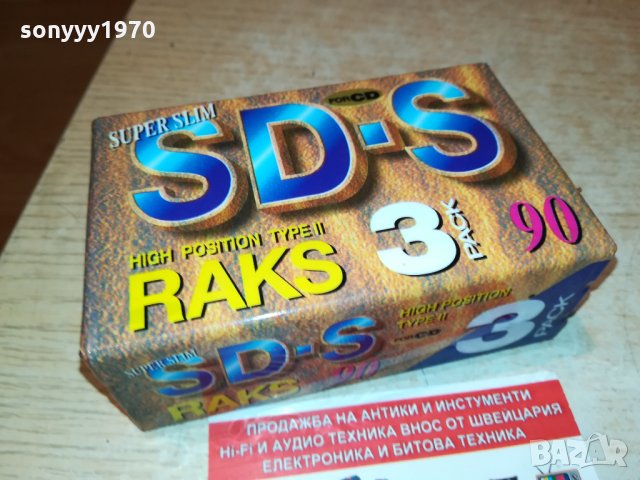 sonyyy1970
SUPER SLIM
FOR CD
SD·S
HIGH POSITION TYPE II
RAKS
3 PACK
90
SUPER SLIM
SD·S
FOR CD
HIGH POSITION
TYPE II
3 PACK
RAKS
90
ПРОДАЖБА НА АНТИКИ И ИНСТУМЕНТИ
Hi-Fi И АУДИО ТЕХНИКА ВНОС ОТ ШВЕЙЦАРИЯ
ЕЛЕКТРОНИКА И БИТОВА ТЕХНИКА
BAZAR